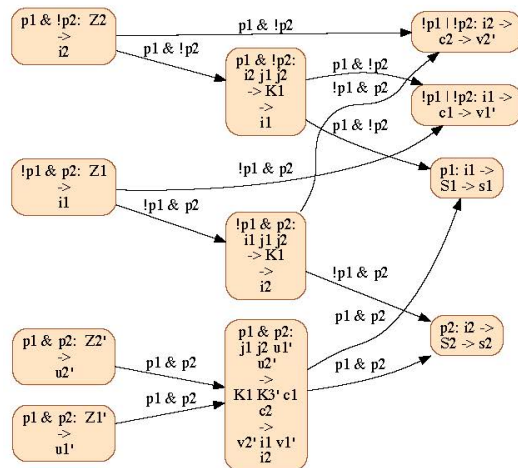 p1 & !p2: Z2
->
i2
p1 & !p2
p1 & !p2
!p1 | !p2: i2 ->
c2 -> v2'
p1 & !p2:
i2 j1 j2
-> K1
->
i1
p1 & !p2
!p1 & p2
p1 & !p2
!p1 | !p2: i1 ->
c1 -> v1'
!p1 & p2: Z1
->
i1
!p1 & p2
!p1 & p2
p1: i1 ->
S1 -> s1
!p1 & p2:
i1 j1 j2
-> K1
->
i2
!p1 & p2
p1 & p2
p1 & p2
p2: i2 ->
S2 -> s2
p1 & p2: Z2'
->
u2'
p1 & p2
p1 & p2
p1 & p2: Z1'
->
u1'
p1 & p2:
j1 j2 u1'
u2'
->
K1 K3' c1
c2
->
v2' i1 v1'
i2